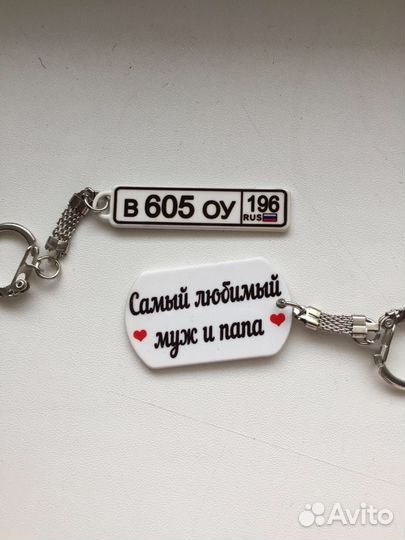 В 605 ОУ 196
RUS
Самый любимый
муж и папа
Avito